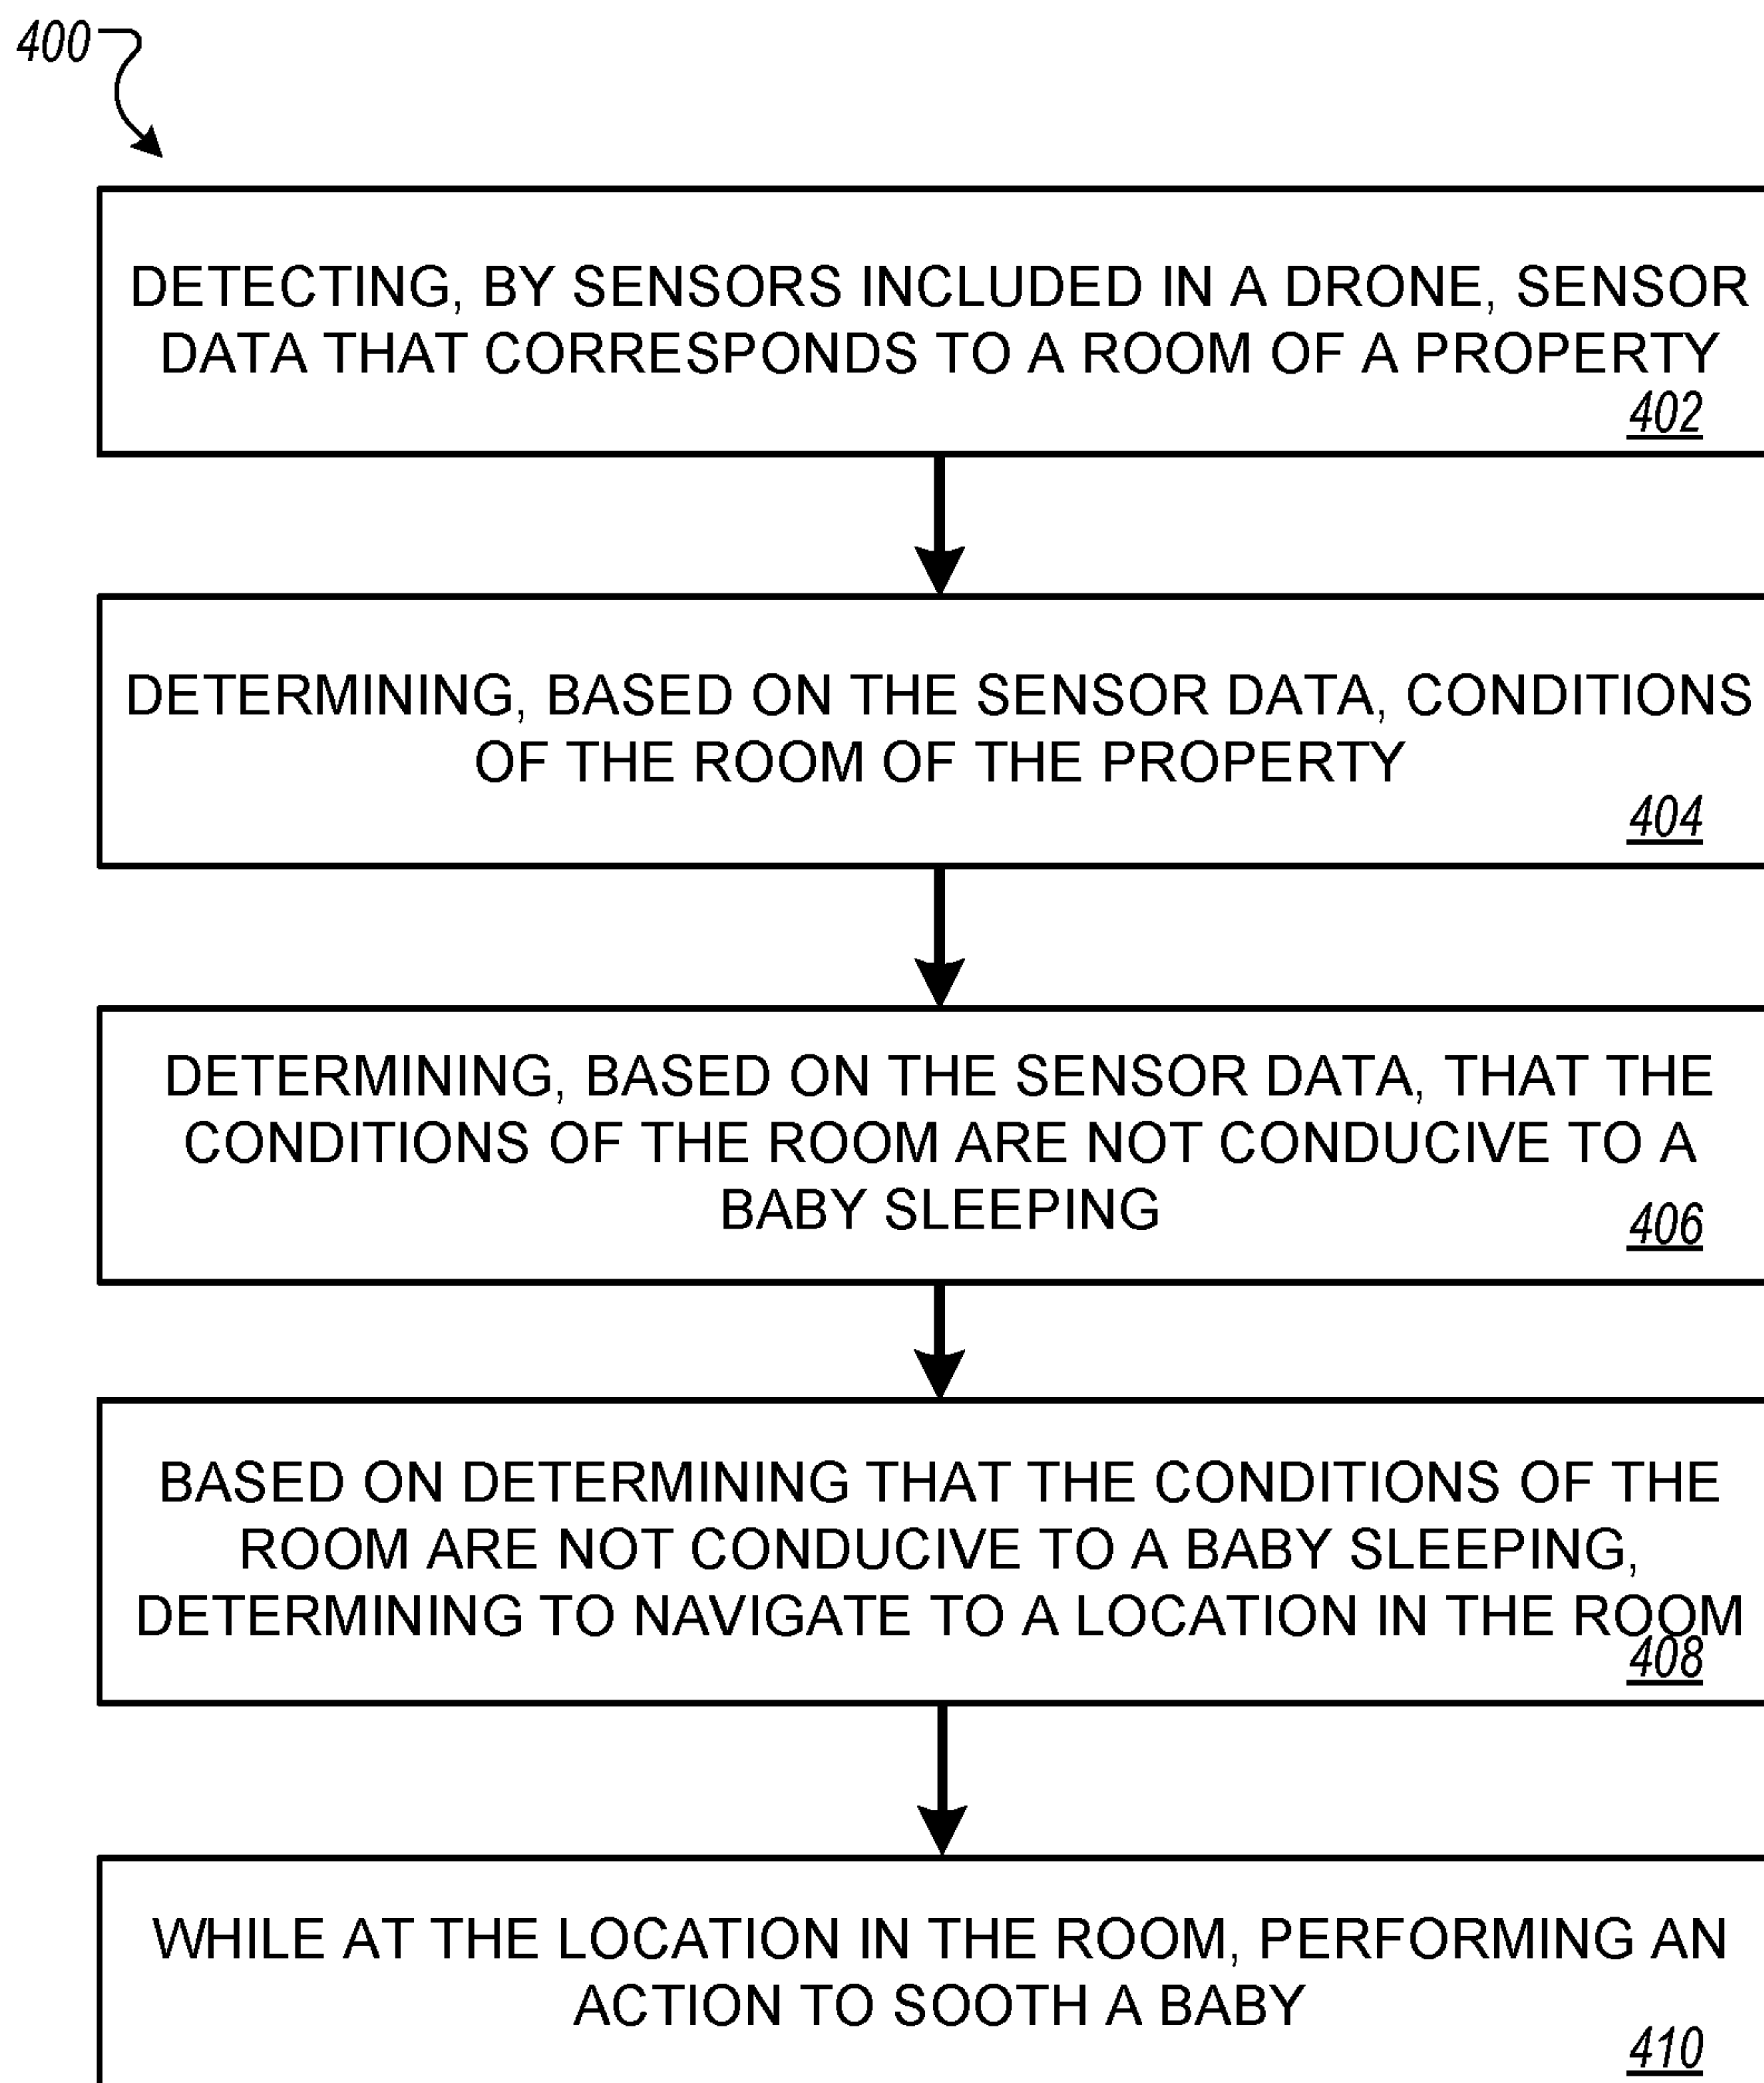 400
DETECTING, BY SENSORS INCLUDED IN A DRONE, SENSOR
DATA THAT CORRESPONDS TO A ROOM OF A PROPERTY
402
DETERMINING, BASED ON THE SENSOR DATA, CONDITIONS
OF THE ROOM OF THE PROPERTY
404
DETERMINING, BASED ON THE SENSOR DATA, THAT THE
CONDITIONS OF THE ROOM ARE NOT CONDUCIVE TO A
BABY SLEEPING
406
BASED ON DETERMINING THAT THE CONDITIONS OF THE
ROOM ARE NOT CONDUCIVE TO A BABY SLEEPING,
DETERMINING TO NAVIGATE TO A LOCATION IN THE ROOM
408
WHILE AT THE LOCATION IN THE ROOM, PERFORMING AN
ACTION TO SOOTH A BABY
410